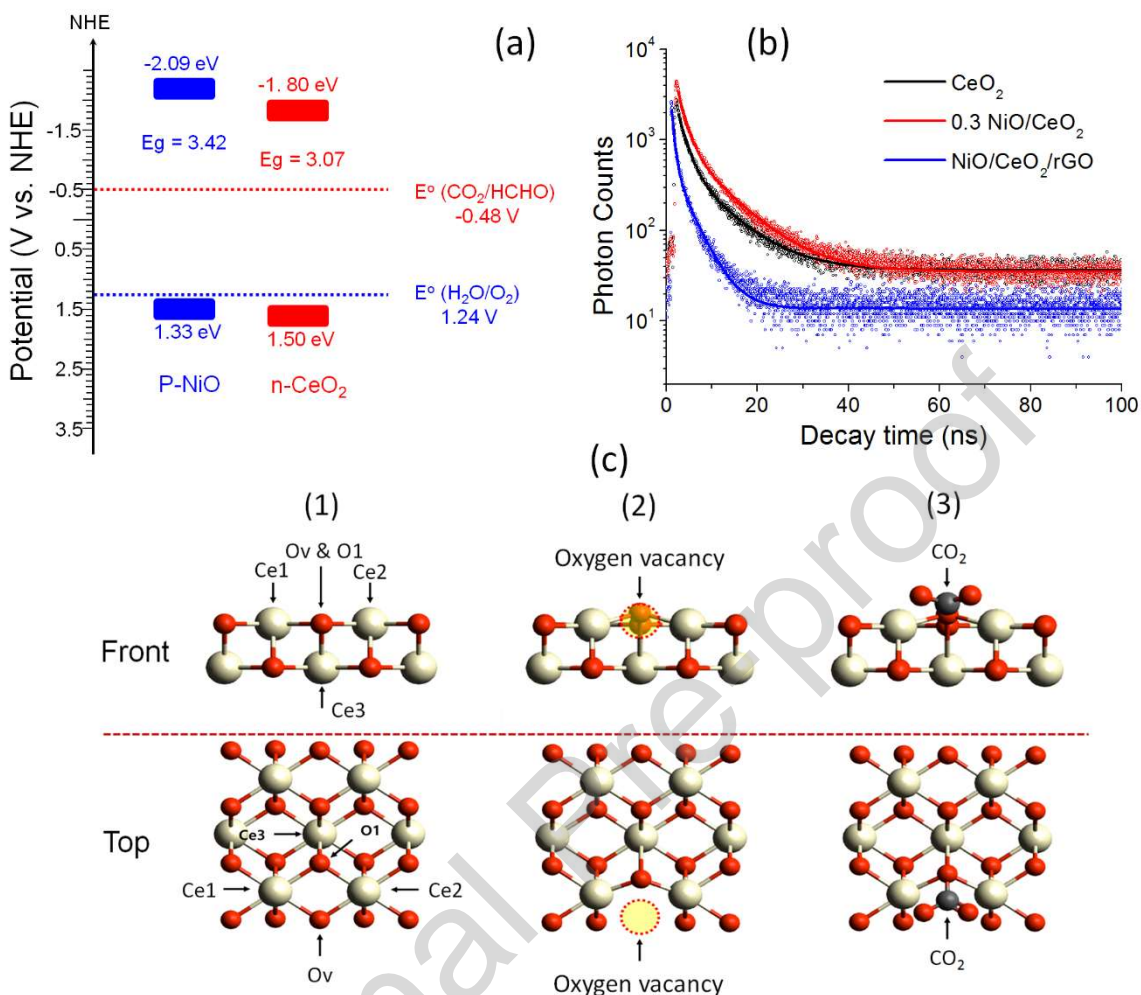 NHE
(a)
-2.09 eV
-1. 80 eV
-1.5
Eg = 3.42
Eg = 3.07
-0.5
E° (CO₂/HCHO)
-0.48 V
0.5
E° (H₂O/O₂)
1.24 V
1.5
1.33 eV
1.50 eV
2.5
P-NiO
n-CeO₂
3.5
Potential (V vs. NHE)
(b)
10⁴
CeO₂
0.3 NiO/CeO₂
10³
NiO/CeO₂/rGO
10²
10¹
Photon Counts
0 20 40 60 80 100
Decay time (ns)
(c)
(1) (2) (3)
Ov & O1
Ce1
Ce2
Oxygen vacancy
CO₂
Front
Ce3
Top
Ce3
O1
Ce1
Ce2
Ov
Oxygen vacancy
CO₂
nal Pre-proof